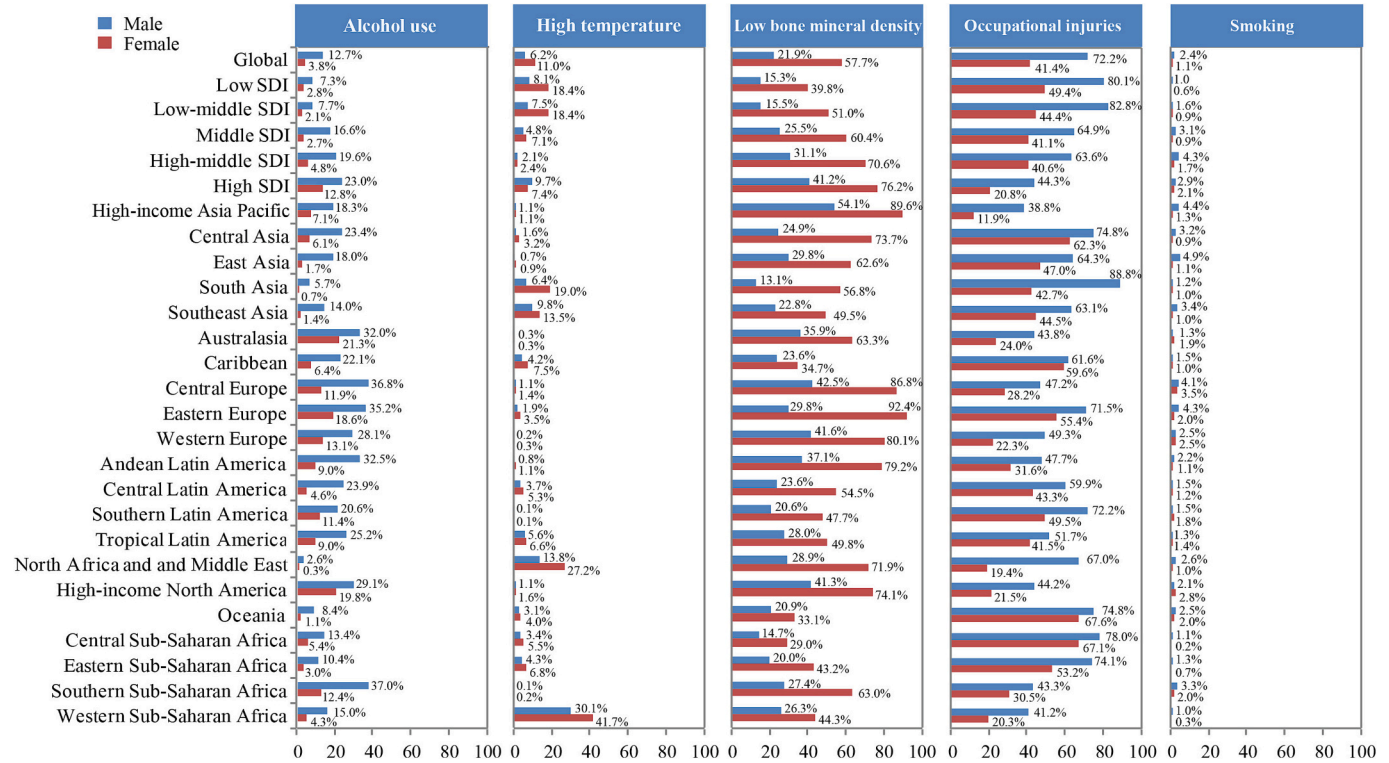 Male
Female
Alcohol use
High temperature
Low bone mineral density
Occupational injuries
Smoking
Global 12.7% 3.8% 6.2% 11.0% 21.9% 57.7% 72.2% 41.4% 2.4% 1.1%
Low SDI 7.3% 2.8% 8.1% 18.4% 15.3% 39.8% 80.1% 49.4% 1.0 0.6%
Low-middle SDI 7.7% 2.1% 7.5% 18.4% 15.5% 51.0% 82.8% 44.4% 1.6% 0.9%
Middle SDI 16.6% 2.7% 4.8% 7.1% 25.5% 60.4% 64.9% 41.1% 3.1% 0.9%
High-middle SDI 19.6% 4.8% 2.1% 2.4% 31.1% 70.6% 63.6% 40.6% 4.3% 1.7%
High SDI 23.0% 12.8% 9.7% 7.4% 41.2% 76.2% 44.3% 20.8% 2.9% 2.1%
High-income Asia Pacific 18.3% 7.1% 1.1% 1.1% 54.1% 89.6% 38.8% 11.9% 4.4% 1.3%
Central Asia 23.4% 6.1% 1.6% 3.2% 24.9% 73.7% 74.8% 62.3% 3.2% 0.9%
East Asia 18.0% 1.7% 0.7% 0.9% 29.8% 62.6% 64.3% 47.0% 4.9% 1.1%
South Asia 5.7% 0.7% 6.4% 19.0% 13.1% 56.8% 88.8% 42.7% 1.2% 1.0%
Southeast Asia 14.0% 1.4% 9.8% 13.5% 22.8% 49.5% 63.1% 44.5% 3.4% 1.0%
Australasia 32.0% 21.3% 0.3% 0.3% 35.9% 63.3% 43.8% 24.0% 1.3% 1.9%
Caribbean 22.1% 6.4% 4.2% 7.5% 23.6% 34.7% 61.6% 59.6% 1.5% 1.0%
Central Europe 36.8% 11.9% 1.1% 1.4% 42.5% 86.8% 47.2% 28.2% 4.1% 3.5%
Eastern Europe 35.2% 18.6% 1.9% 3.5% 29.8% 92.4% 71.5% 55.4% 4.3% 2.0%
Western Europe 28.1% 13.1% 0.2% 0.3% 41.6% 80.1% 49.3% 22.3% 2.5% 2.5%
Andean Latin America 32.5% 9.0% 0.8% 1.1% 37.1% 79.2% 47.7% 31.6% 2.2% 1.1%
Central Latin America 23.9% 4.6% 3.7% 5.3% 23.6% 54.5% 59.9% 43.3% 1.5% 1.2%
Southern Latin America 20.6% 11.4% 0.1% 0.1% 20.6% 47.7% 72.2% 49.5% 1.5% 1.8%
Tropical Latin America 25.2% 9.0% 5.6% 6.6% 28.0% 49.8% 51.7% 41.5% 1.3% 1.4%
North Africa and and Middle East 2.6% 0.3% 13.8% 27.2% 28.9% 71.9% 67.0% 19.4% 2.6% 1.0%
High-income North America 29.1% 19.8% 1.1% 1.6% 41.3% 74.1% 44.2% 21.5% 2.1% 2.8%
Oceania 8.4% 1.1% 3.1% 4.0% 20.9% 33.1% 74.8% 67.6% 2.5% 2.0%
Central Sub-Saharan Africa 13.4% 5.4% 3.4% 5.5% 14.7% 29.0% 78.0% 67.1% 1.1% 0.2%
Eastern Sub-Saharan Africa 10.4% 3.0% 4.3% 6.8% 20.0% 43.2% 74.1% 53.2% 1.3% 0.7%
Southern Sub-Saharan Africa 37.0% 12.4% 0.1% 0.2% 27.4% 63.0% 43.3% 30.5% 3.3% 2.0%
Western Sub-Saharan Africa 15.0% 4.3% 30.1% 41.7% 26.3% 44.3% 41.2% 20.3% 1.0% 0.3%
0 20 40 60 80 100 0 20 40 60 80 100 0 20 40 60 80 100 0 20 40 60 80 100 0 20 40 60 80 100